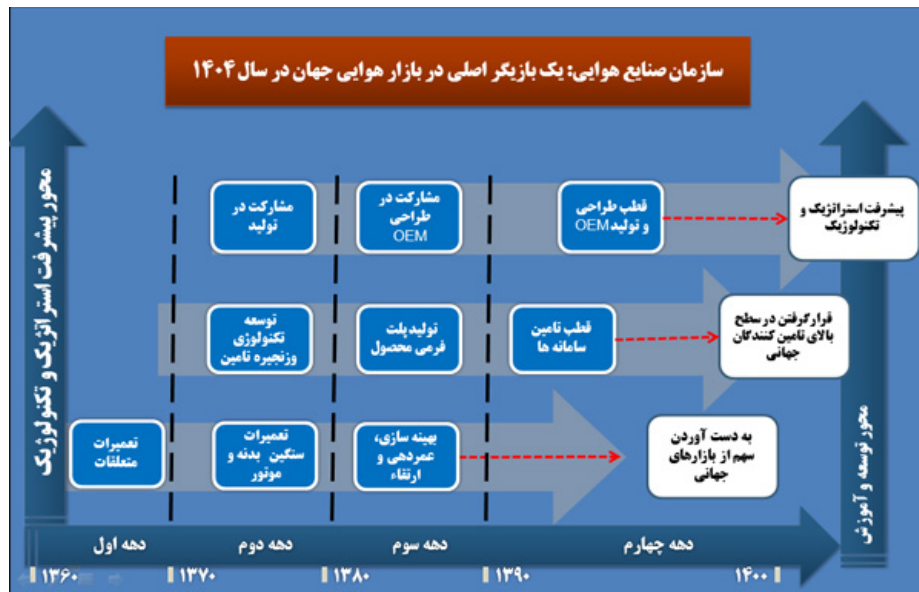 سازمان صنایع هوایی: یک بازیگر اصلی در بازار هوایی جهان در سال ۱۴۰۴
محور پیشرفت استراتژیک و تکنولوژیک
مشارکت در
تولید
مشارکت در
طراحی
OEM
قطب طراحی
و تولید OEM
پیشرفت استراتژیک و
تکنولوژیک
توسعه
تکنولوژی
وزنجیره تامین
تولید پلت
فرمی محصول
قطب تامین
سامانه ها
قرار گرفتن در سطح
بالای تامین کنندگان
جهانی
تعمیرات
متعلقات
تعمیرات
سنگین بدنه و
موتور
بهینه سازی،
عمردهی و
ارتقاء
به دست آوردن
سهم از بازارهای
جهانی
محور توسعه و آموزش
دهه اول
دهه دوم
دهه سوم
دهه چهارم
۱۳۶۰
۱۳۷۰
۱۳۸۰
۱۳۹۰
۱۴۰۰